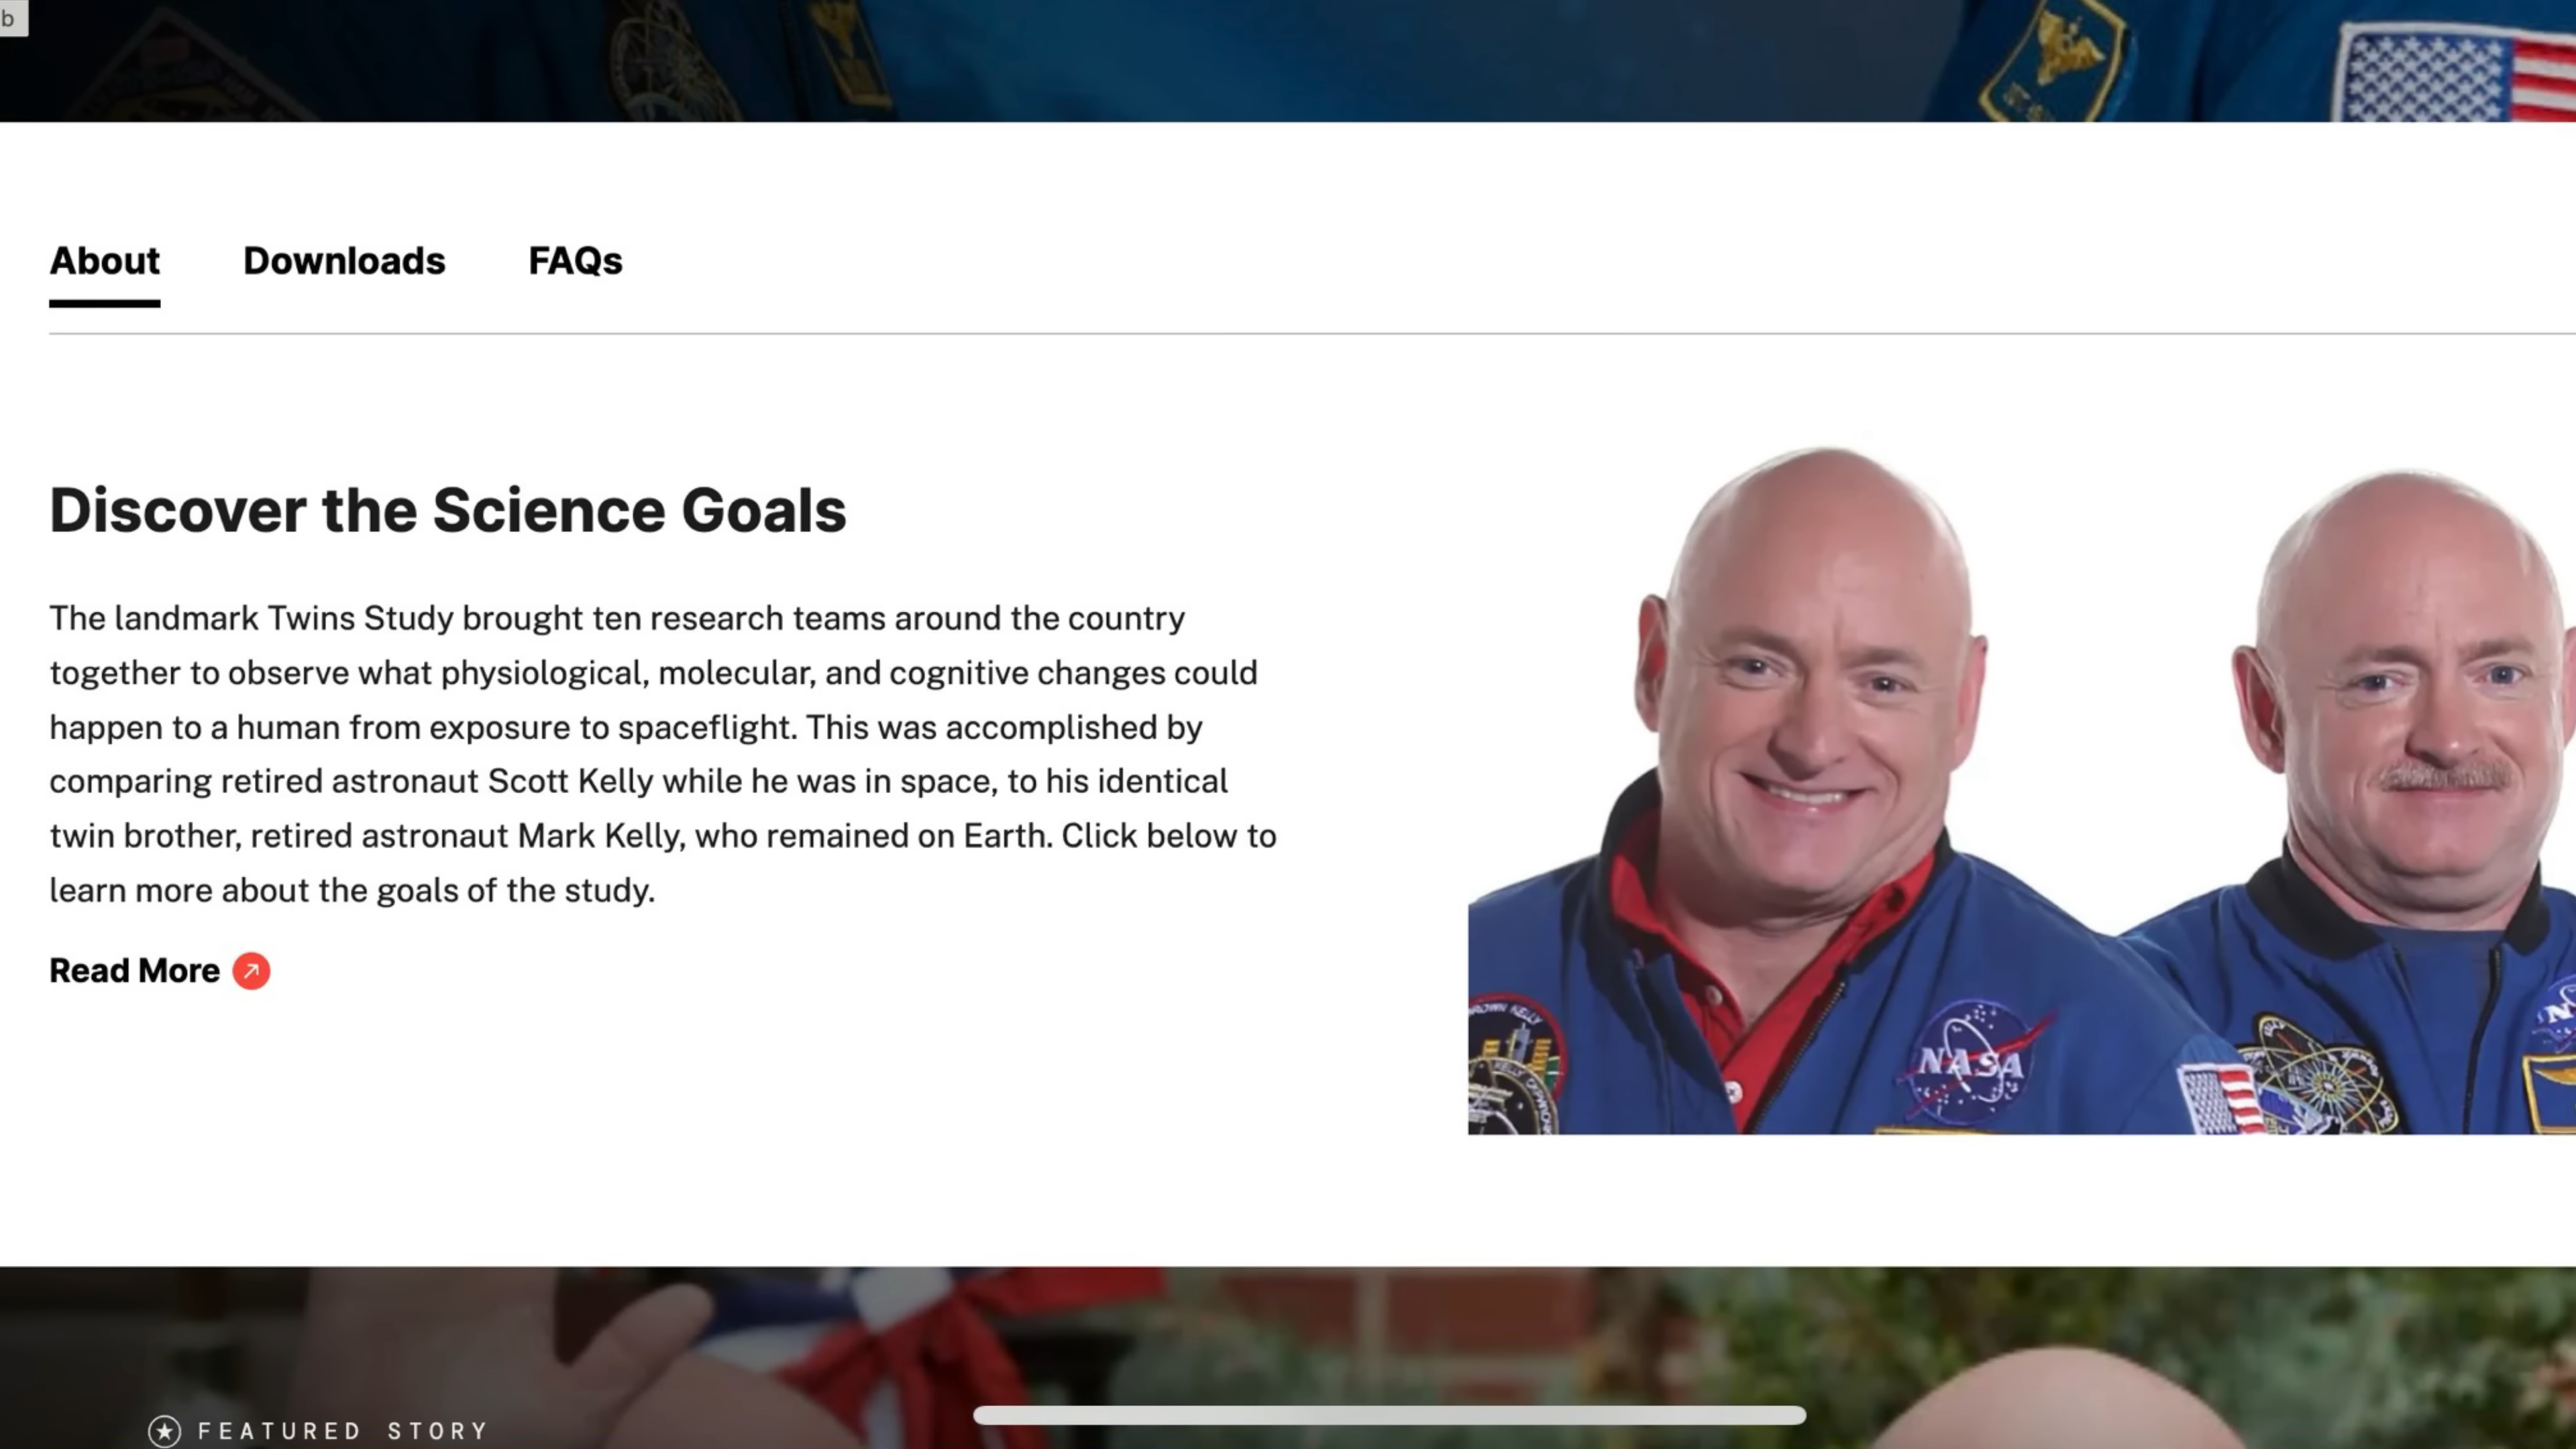 b
About Downloads FAQs
Discover the Science Goals
The landmark Twins Study brought ten research teams around the country
together to observe what physiological, molecular, and cognitive changes could
happen to a human from exposure to spaceflight. This was accomplished by
comparing retired astronaut Scott Kelly while he was in space, to his identical
twin brother, retired astronaut Mark Kelly, who remained on Earth. Click below to
learn more about the goals of the study.
Read More
KELLY
NASA
KELLY
FEATURED STORY